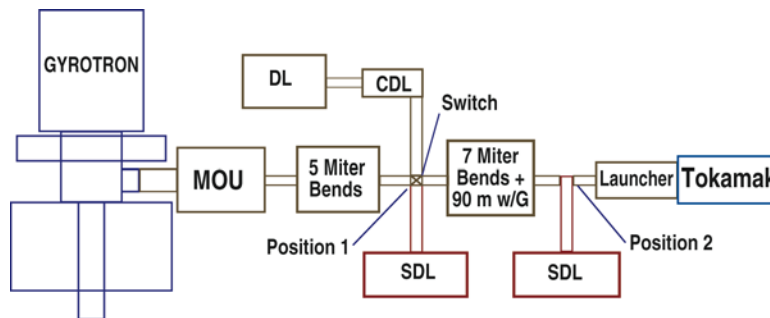 GYROTRON
DL
CDL
Switch
MOU
5 Miter
Bends
7 Miter
Bends +
90 m w/G
Launcher
Tokamak
Position 1
Position 2
SDL
SDL